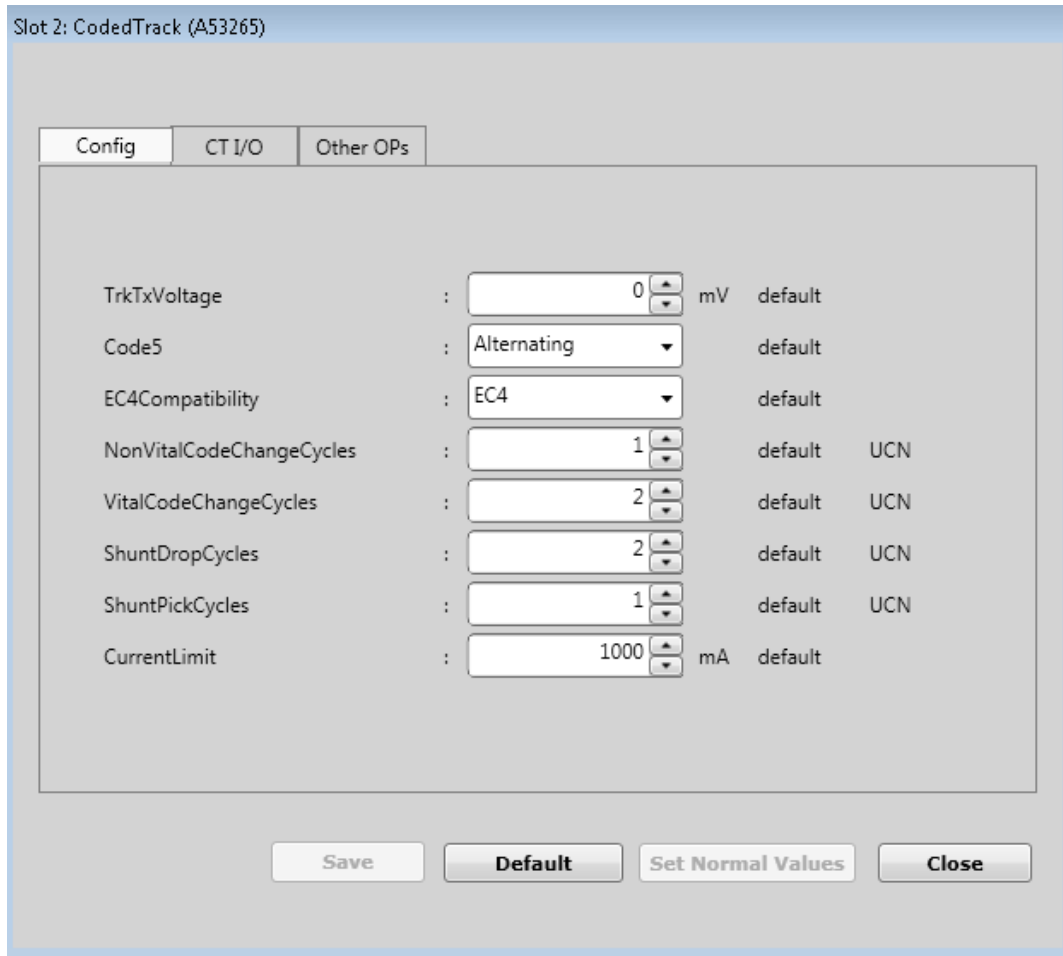 Slot 2: CodedTrack (A53265)
Config CT I/O Other OPs
TrkTxVoltage : 0 mV default
Code5 : Alternating default
EC4Compatibility : EC4 default
NonVitalCodeChangeCycles : 1 default UCN
VitalCodeChangeCycles : 2 default UCN
ShuntDropCycles : 2 default UCN
ShuntPickCycles : 1 default UCN
CurrentLimit : 1000 mA default
Save Default Set Normal Values Close